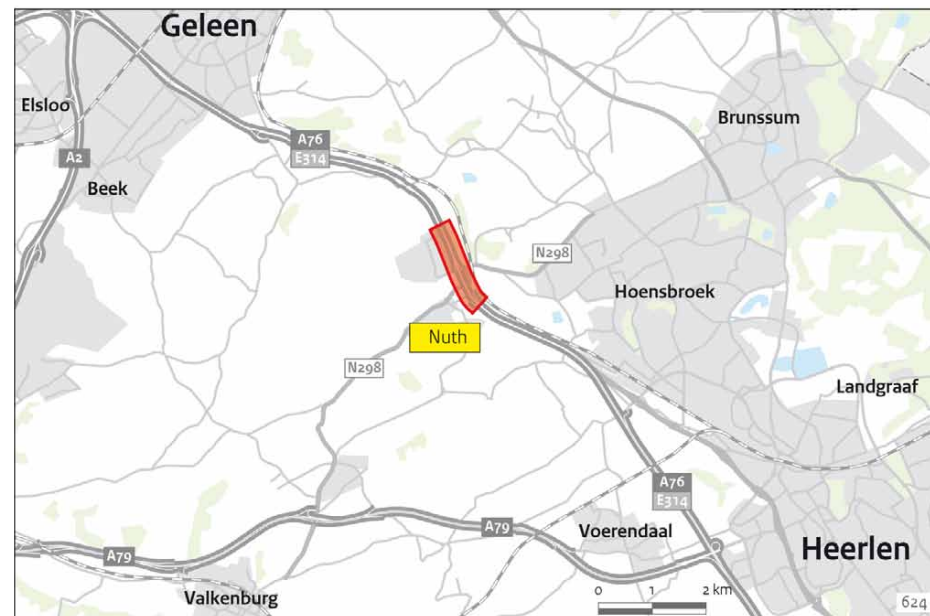 Geleen
Elsloo
A2
Beek
A76
E314
Brunssum
N298
Hoensbroek
Nuth
N298
Landgraaf
A76
E314
A79
Voerendaal
Heerlen
A79
Valkenburg
0 1 2 km
624